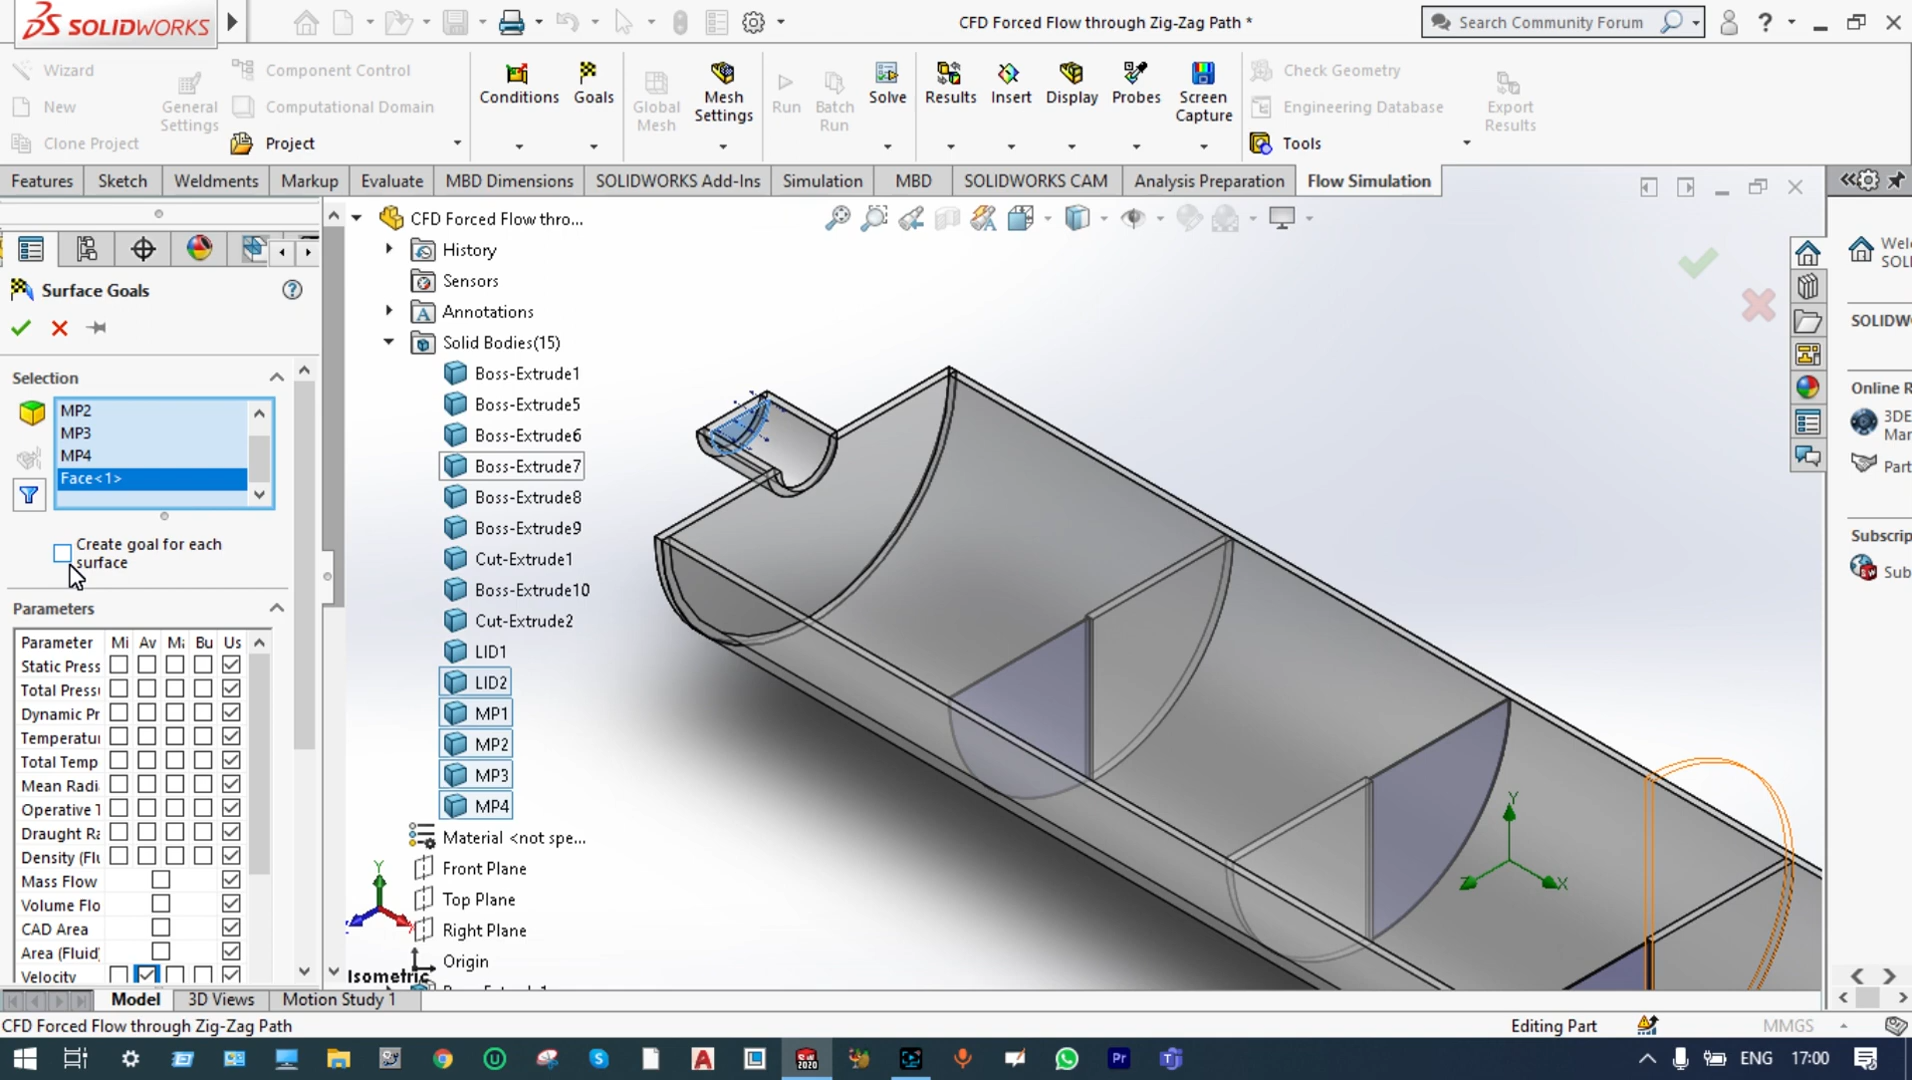 SOLIDWORKS
CFD Forced Flow through Zig-Zag Path *
Search Community Forum
Wizard
New
Clone Project
General Settings
Component Control
Computational Domain
Project
Conditions
Goals
Global Mesh
Mesh Settings
Run
Batch Run
Solve
Results
Insert
Display
Probes
Screen Capture
Check Geometry
Engineering Database
Tools
Export Results
Features
Sketch
Weldments
Markup
Evaluate
MBD Dimensions
SOLIDWORKS Add-Ins
Simulation
MBD
SOLIDWORKS CAM
Analysis Preparation
Flow Simulation
Surface Goals
Selection
MP2
MP3
MP4
Face<1>
Create goal for each
surface
Parameters
Parameter Mi Av Ma Bu Us
Static Press
Total Pressu
Dynamic Pr
Temperatur
Total Temp
Mean Radi
Operative T
Draught Ra
Density (Flu
Mass Flow
Volume Flo
CAD Area
Area (Fluid)
Velocity
CFD Forced Flow thro...
History
Sensors
Annotations
Solid Bodies(15)
Boss-Extrude1
Boss-Extrude5
Boss-Extrude6
Boss-Extrude7
Boss-Extrude8
Boss-Extrude9
Cut-Extrude1
Boss-Extrude10
Cut-Extrude2
LID1
LID2
MP1
MP2
MP3
MP4
Material <not spe...
Front Plane
Top Plane
Right Plane
Origin
Y
Isometric
Y
Z
X
Welc
SOLI
SOLIDW
Online R
3DE
Mar
Part
Subscrip
Sub
Model
3D Views
Motion Study 1
CFD Forced Flow through Zig-Zag Path
Editing Part
MMGS
ENG
17:00